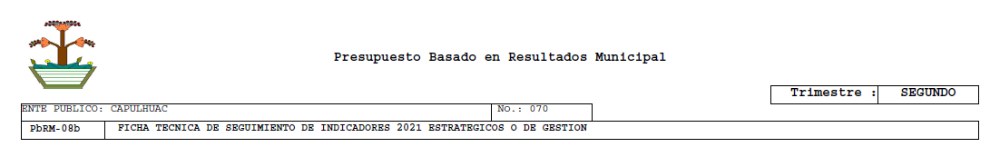 Presupuesto Basado en Resultados Municipal
Trimestre : SEGUNDO
ENTE PUBLICO: CAPULHUAC No.: 070
PbRM-08b FICHA TECNICA DE SEGUIMIENTO DE INDICADORES 2021 ESTRATEGICOS O DE GESTION